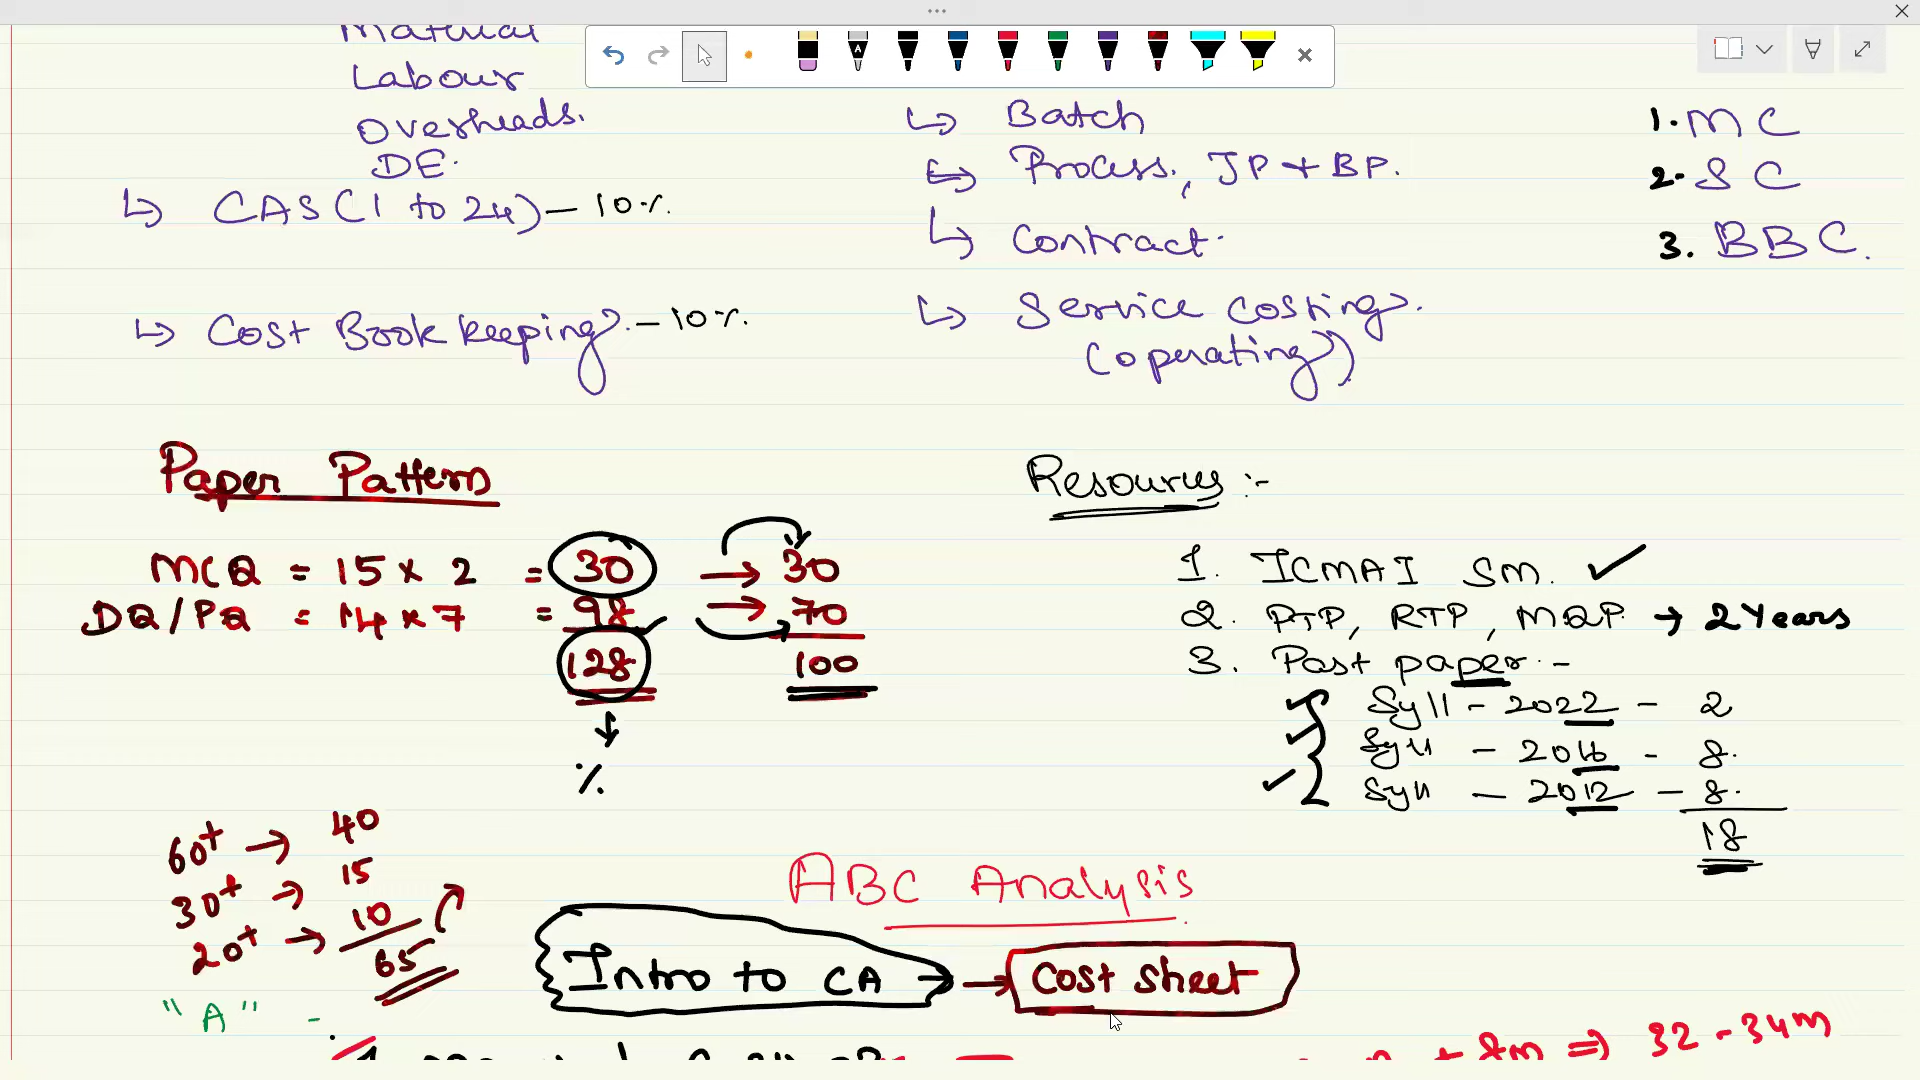 Material
Labour
Overheads.
DE.
↳ CAS (1 to 24) — 10%.
↳ Cost Book keeping. — 10%.
↳ Batch
↳ Process, JP + BP.
↳ Contract.
↳ Service costing.
(operating)
1. MC
2. SC
3. BBC.
Paper Pattern
MCQ = 15 x 2 = 30 → 30
DQ/PQ = 14 x 7 = 98 → 70
128 100
↓
%
Resources :-
1. ICMAI SM. ✓
2. PTP, RTP, MQP → 2 Years
3. Past paper. -
✓ Syll - 2022 - 2
✓ Syll - 2016 - 8.
✓ Syll - 2012 - 8.
18
60+ → 40
30+ → 15
20+ → 10
65
ABC Analysis
Intro to CA → → Cost Sheet
"A" -
+ 8m ⇒ 32 - 34m